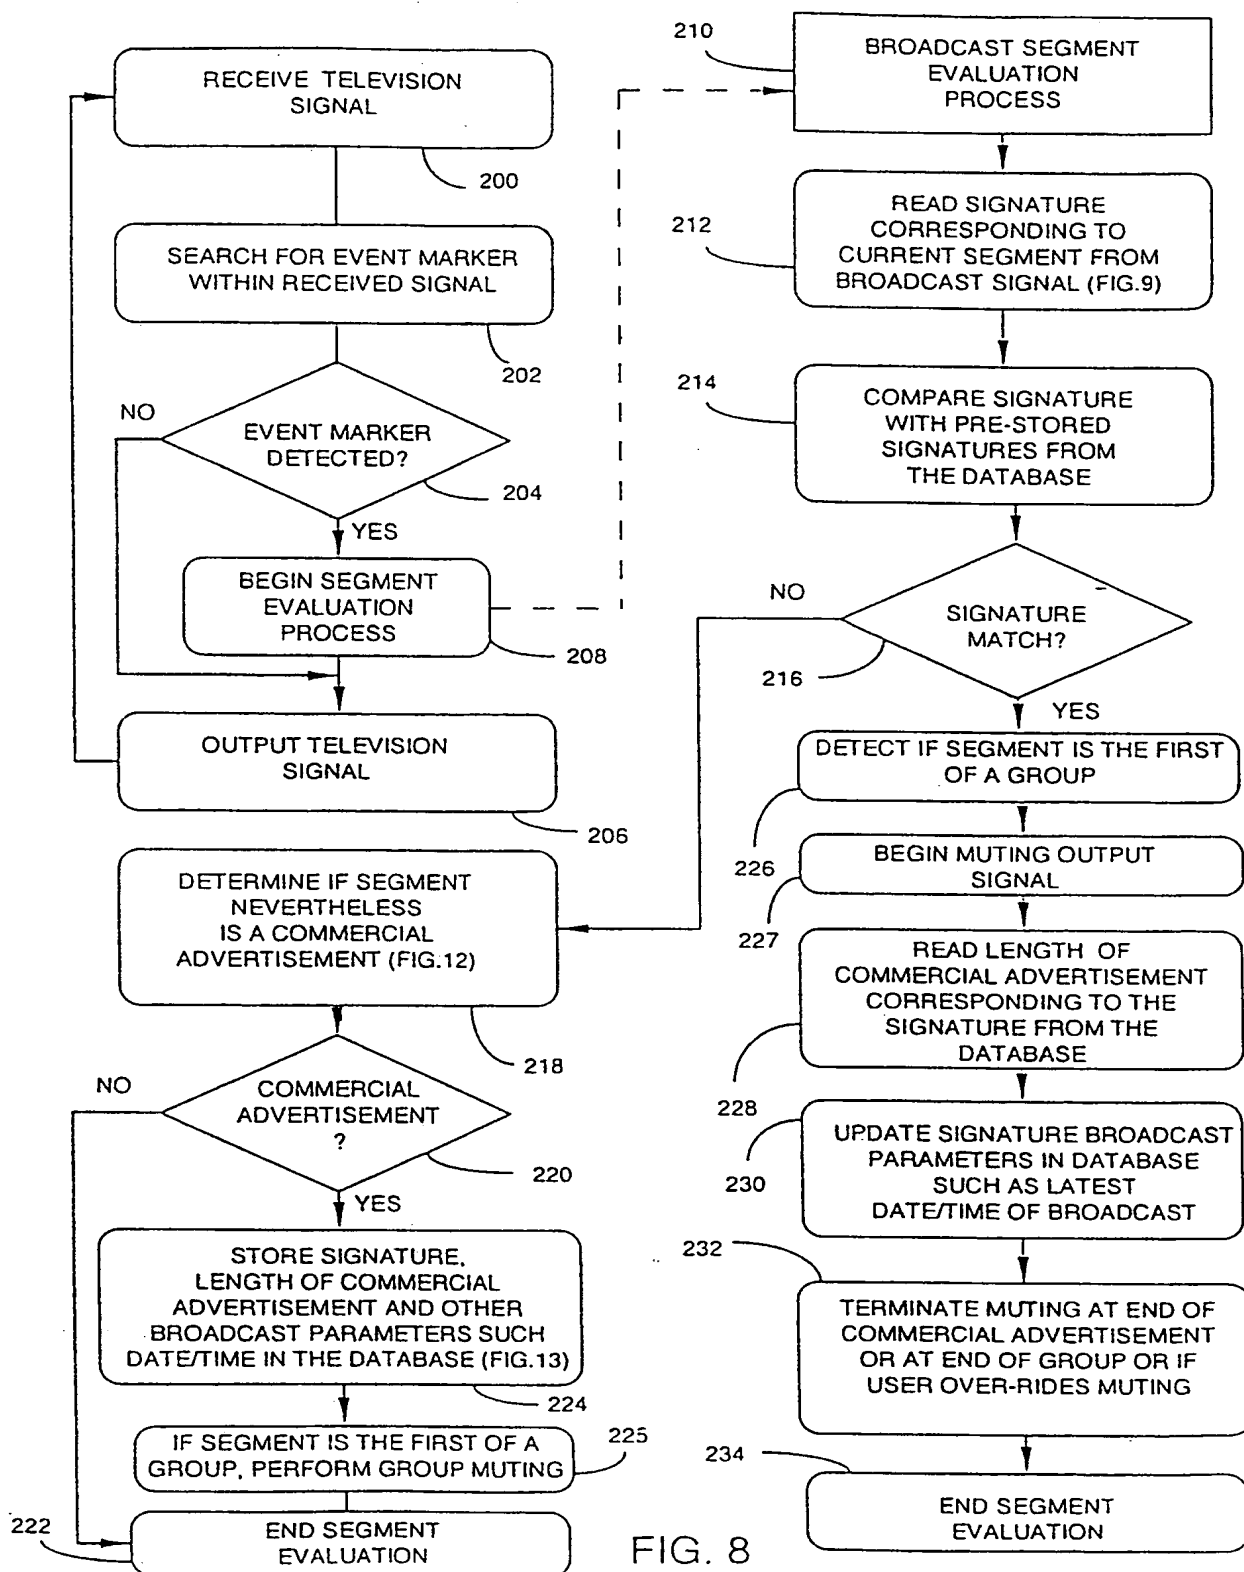 RECEIVE TELEVISION
SIGNAL
200
SEARCH FOR EVENT MARKER
WITHIN RECEIVED SIGNAL
202
NO
EVENT MARKER
DETECTED?
204
YES
BEGIN SEGMENT
EVALUATION
PROCESS
208
OUTPUT TELEVISION
SIGNAL
206
DETERMINE IF SEGMENT
NEVERTHELESS
IS A COMMERCIAL
ADVERTISEMENT (FIG.12)
218
NO
COMMERCIAL
ADVERTISEMENT
?
220
YES
STORE SIGNATURE,
LENGTH OF COMMERCIAL
ADVERTISEMENT AND OTHER
BROADCAST PARAMETERS SUCH
DATE/TIME IN THE DATABASE (FIG.13)
224
IF SEGMENT IS THE FIRST OF A
GROUP, PERFORM GROUP MUTING
225
222
END SEGMENT
EVALUATION
210
BROADCAST SEGMENT
EVALUATION
PROCESS
212
READ SIGNATURE
CORRESPONDING TO
CURRENT SEGMENT FROM
BROADCAST SIGNAL (FIG.9)
214
COMPARE SIGNATURE
WITH PRE-STORED
SIGNATURES FROM
THE DATABASE
NO
SIGNATURE
MATCH?
216
YES
DETECT IF SEGMENT IS THE FIRST
OF A GROUP
226
BEGIN MUTING OUTPUT
SIGNAL
227
READ LENGTH OF
COMMERCIAL ADVERTISEMENT
CORRESPONDING TO THE
SIGNATURE FROM THE
DATABASE
228
UPDATE SIGNATURE BROADCAST
PARAMETERS IN DATABASE
SUCH AS LATEST
DATE/TIME OF BROADCAST
230
232
TERMINATE MUTING AT END OF
COMMERCIAL ADVERTISEMENT
OR AT END OF GROUP OR IF
USER OVER-RIDES MUTING
234
END SEGMENT
EVALUATION
FIG. 8